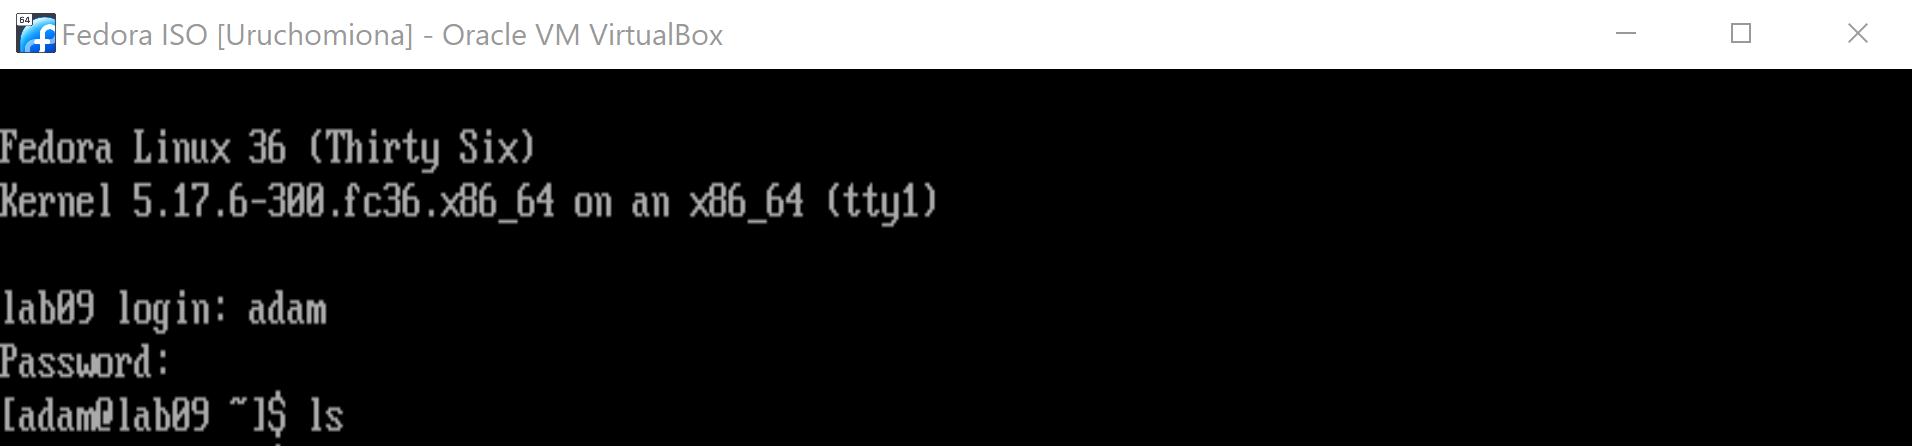 64
Fedora ISO [Uruchomiona] - Oracle VM VirtualBox
Fedora Linux 36 (Thirty Six)
Kernel 5.17.6-300.fc36.x86_64 on an x86_64 (tty1)
lab09 login: adam
Password:
[adam@lab09 ~]$ ls